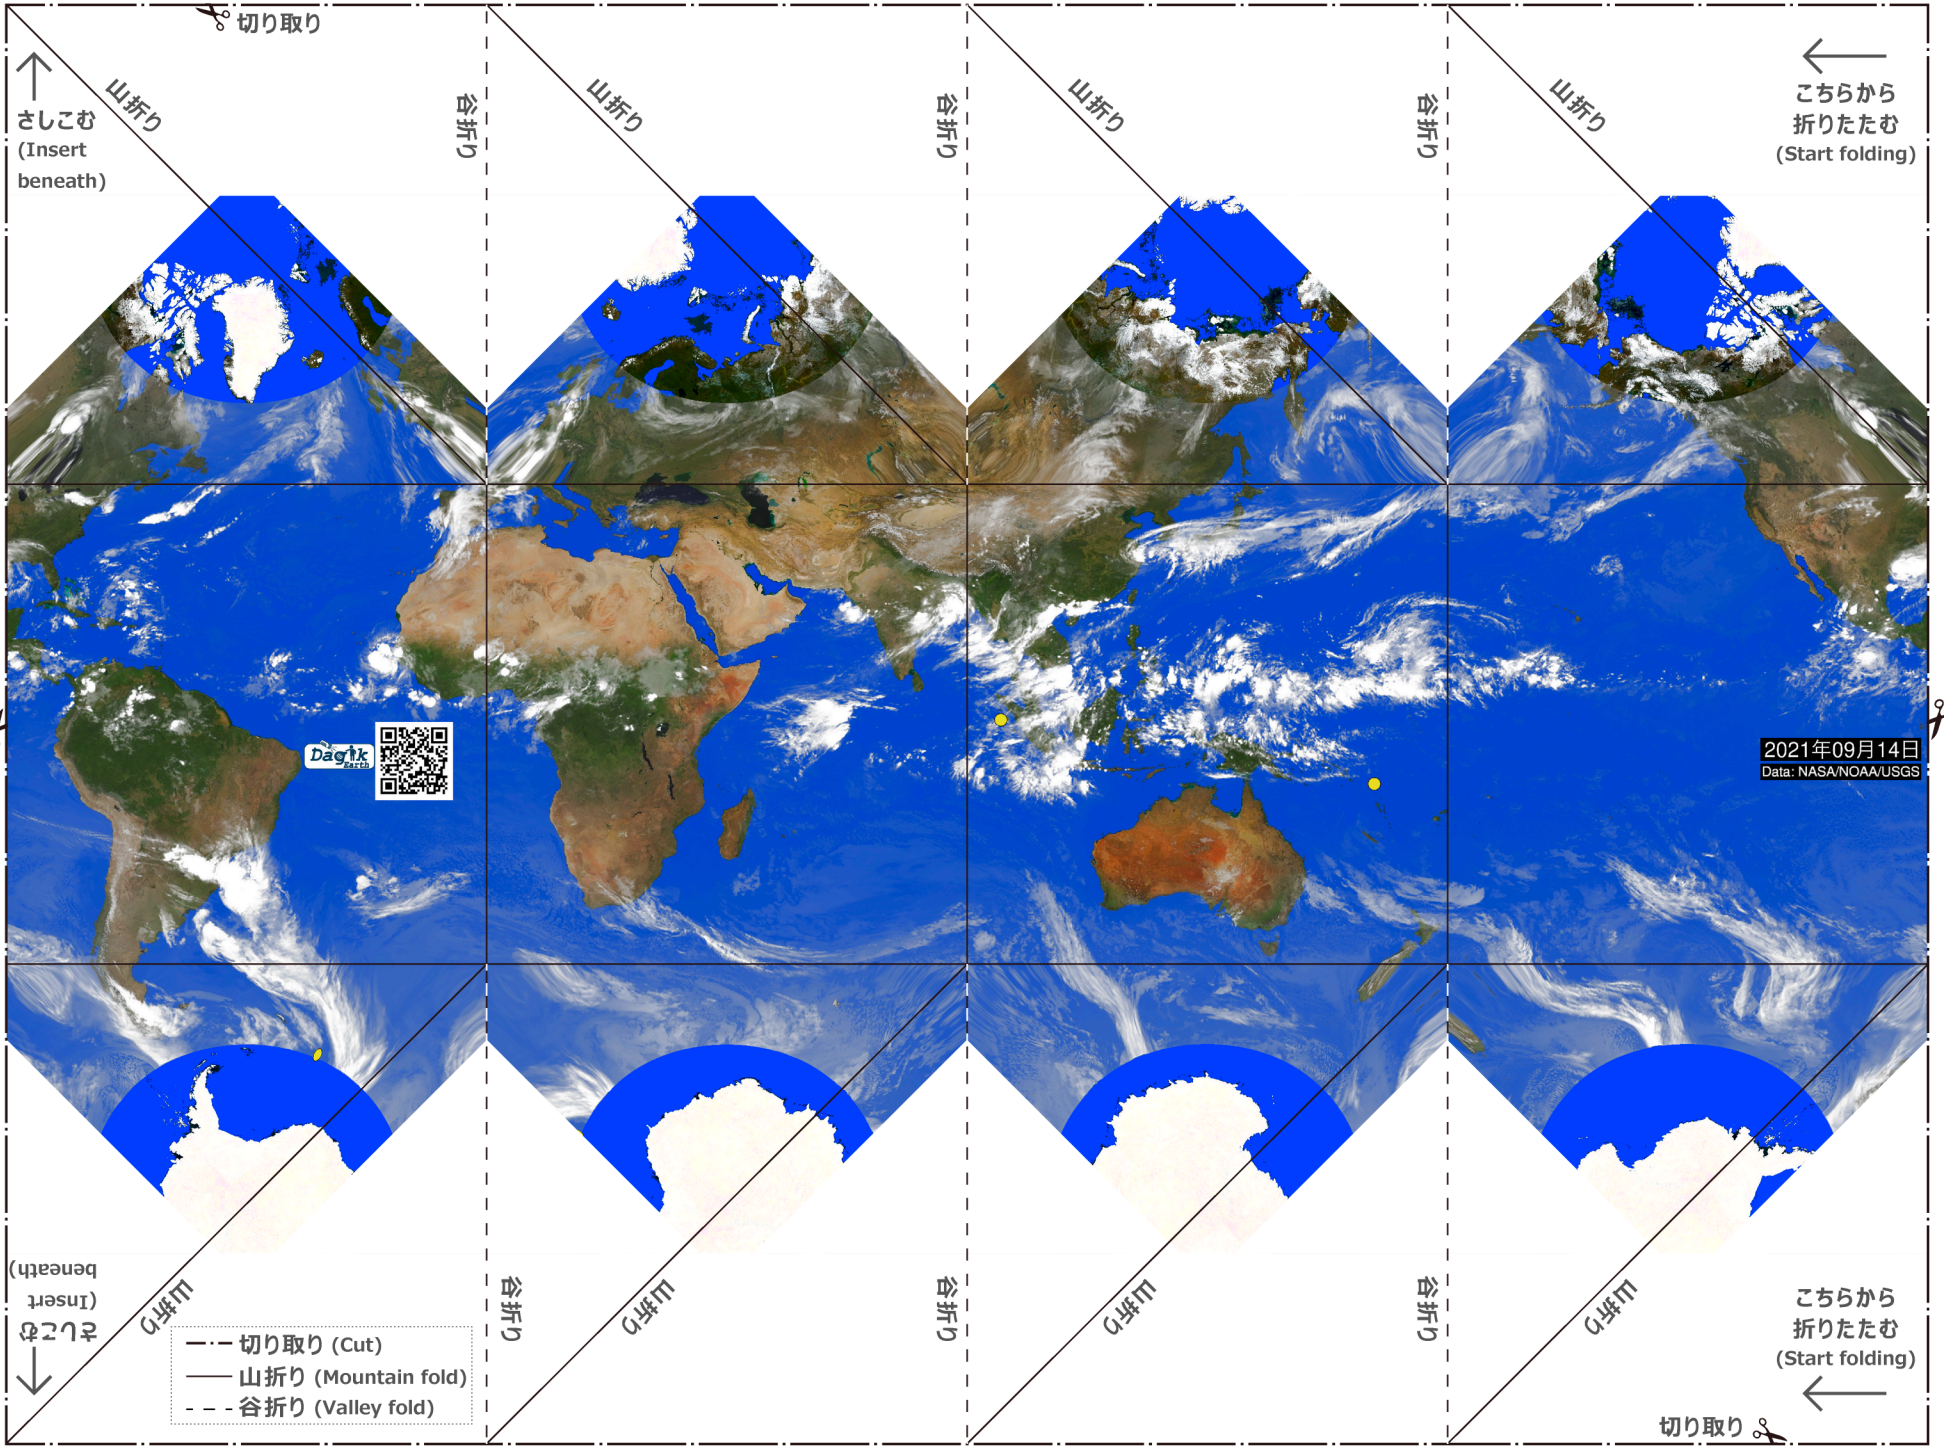 切り取り
山折り
谷折り
山折り
谷折り
山折り
谷折り
山折り
さしこむ
(Insert
beneath)
こちらから
折りたたむ
(Start folding)
Dagik
Earth
2021年09月14日
Data: NASA/NOAA/USGS
さしこむ
(Insert
beneath)
山折り
谷折り
山折り
谷折り
山折り
谷折り
山折り
こちらから
折りたたむ
(Start folding)
切り取り (Cut)
山折り (Mountain fold)
谷折り (Valley fold)
切り取り